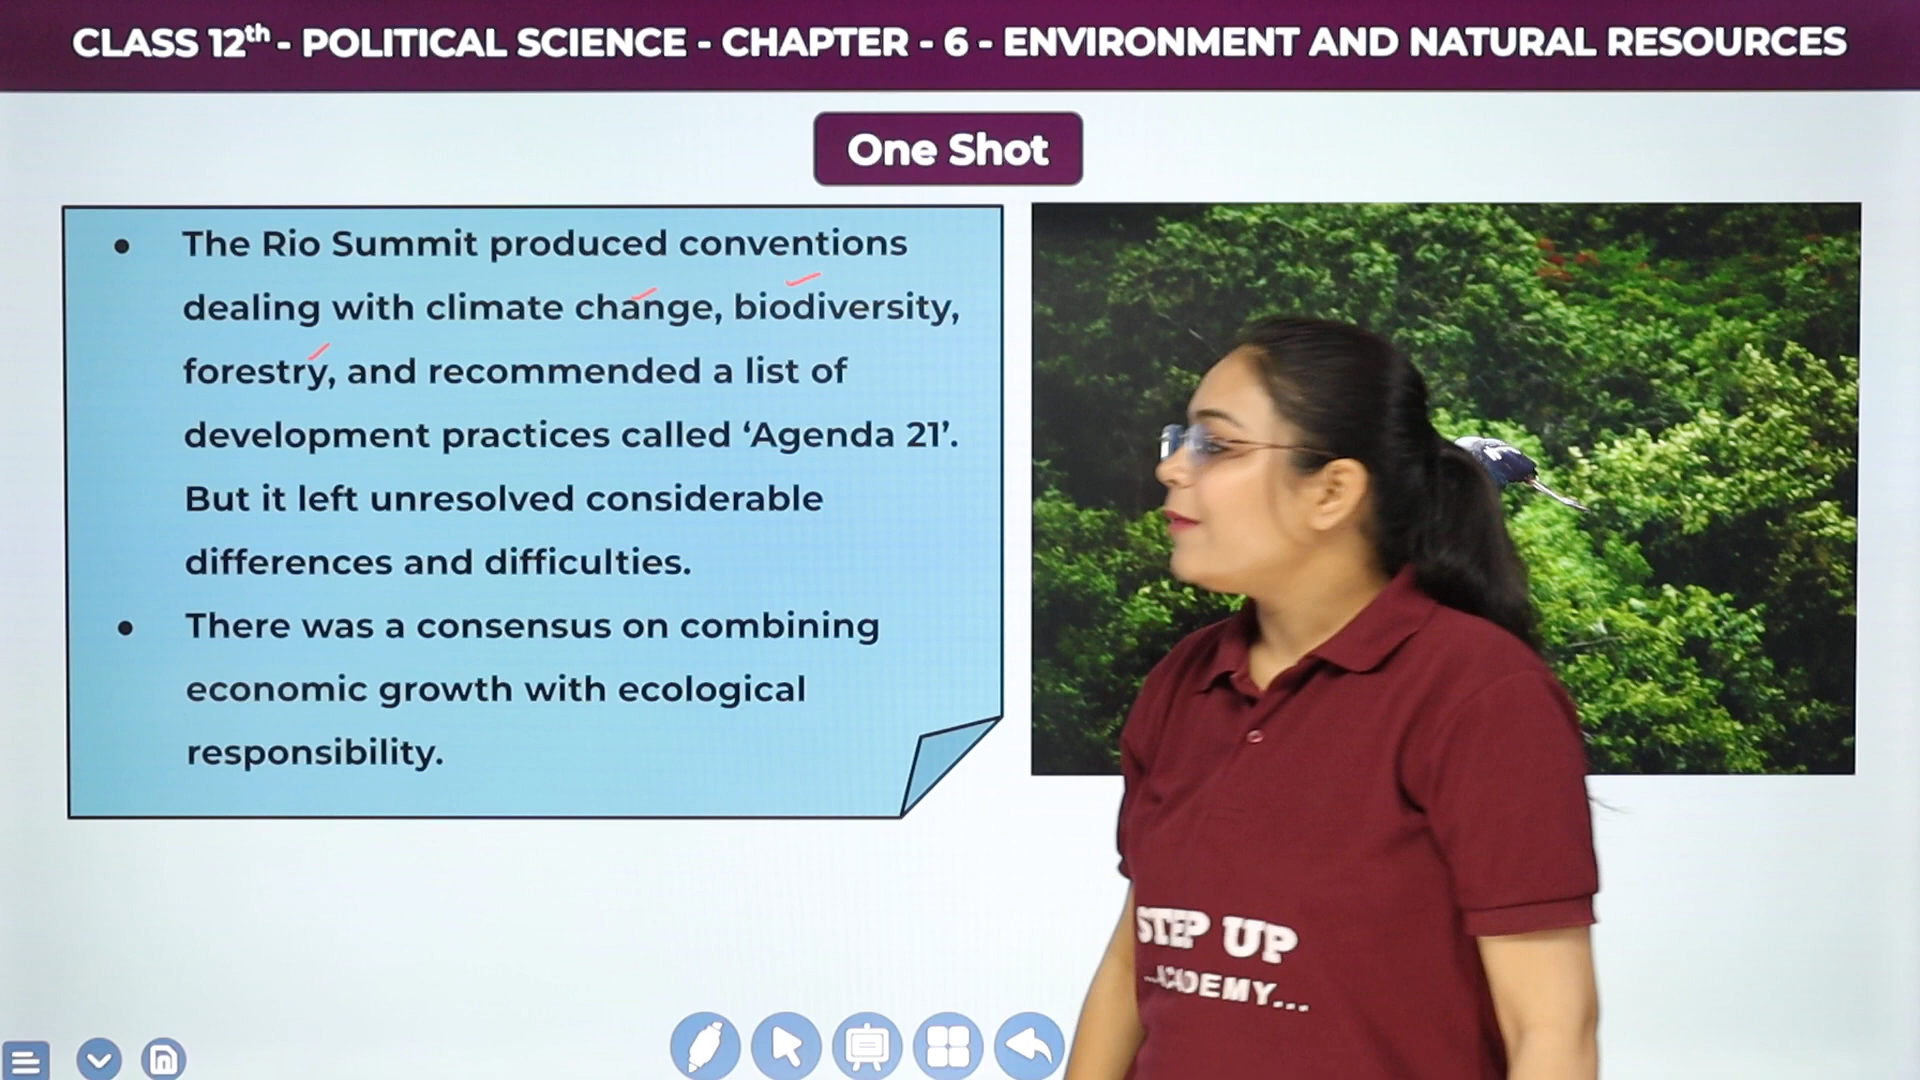 CLASS 12th - POLITICAL SCIENCE - CHAPTER - 6 - ENVIRONMENT AND NATURAL RESOURCES
One Shot
• The Rio Summit produced conventions
dealing with climate change, biodiversity,
forestry, and recommended a list of
development practices called ‘Agenda 21’.
But it left unresolved considerable
differences and difficulties.
• There was a consensus on combining
economic growth with ecological
responsibility.
STEP UP
...ACADEMY...